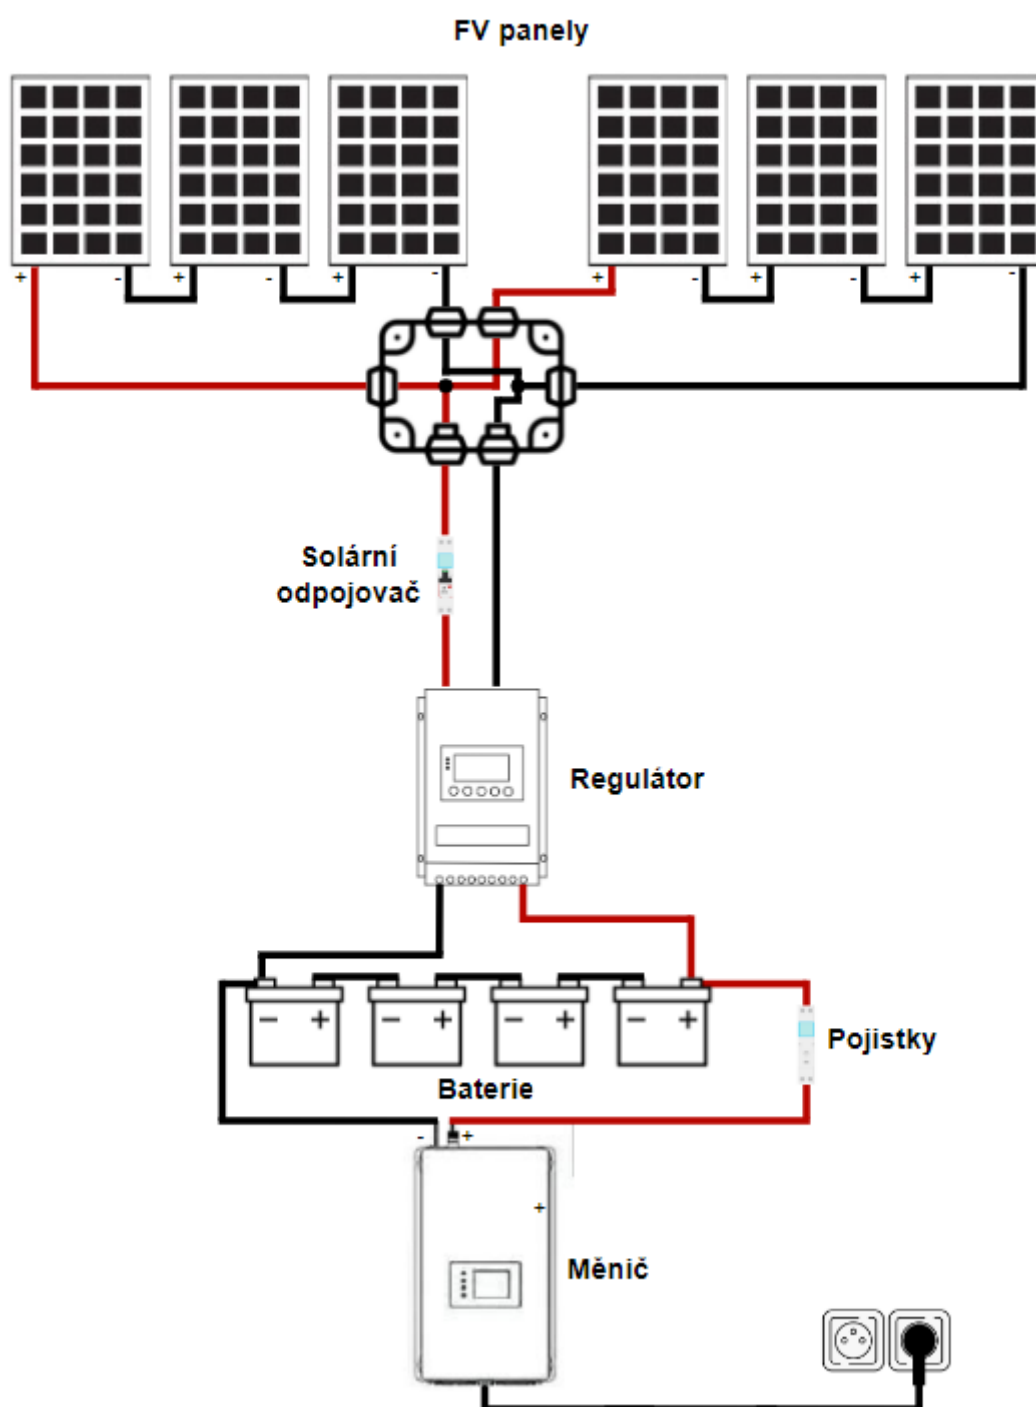 FV panely
+ - + - + - + - + - + -
Solární
odpojovač
Regulátor
- + - + - + - +
Pojistky
Baterie
- +
+
Měnič